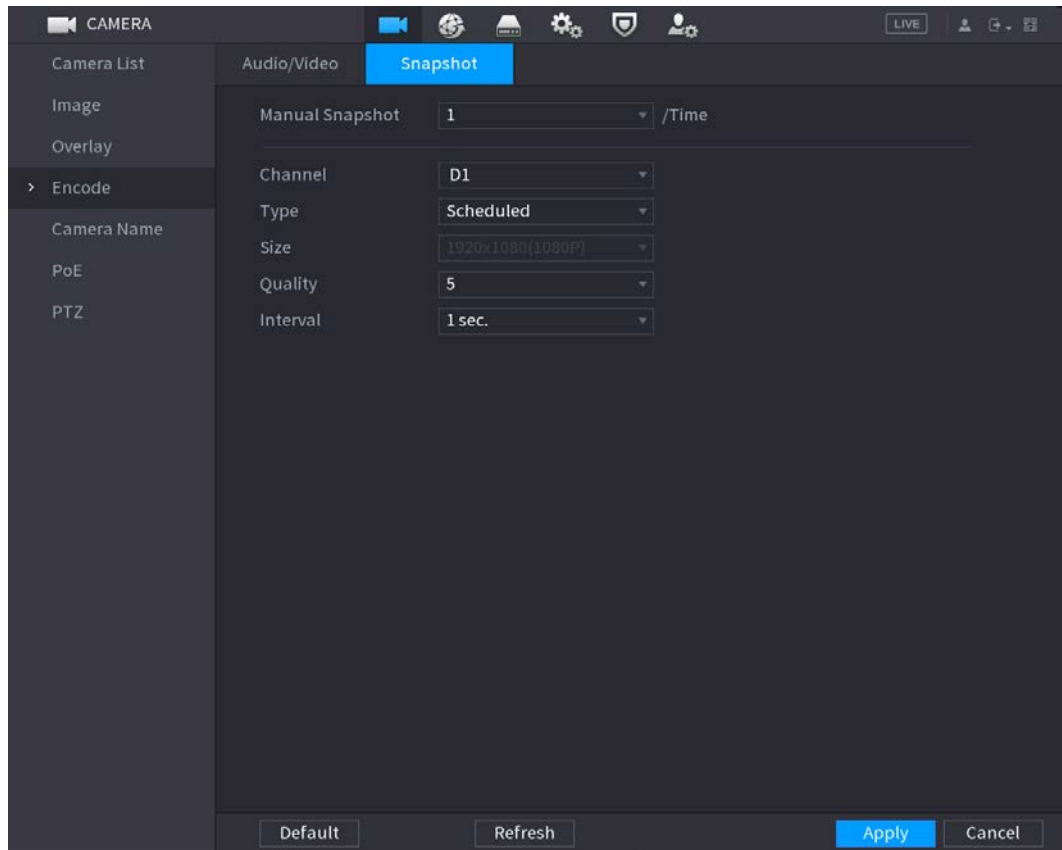 CAMERA
LIVE
Camera List
Audio/Video
Snapshot
Image
Manual Snapshot 1 /Time
Overlay
Channel D1
Encode
Type Scheduled
Camera Name
Size 1920x1080(1080P)
PoE
Quality 5
PTZ
Interval 1 sec.
Default
Refresh
Apply
Cancel